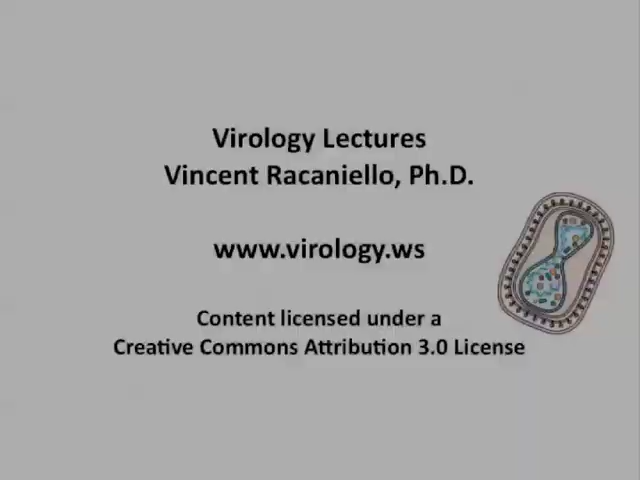 Virology Lectures
Vincent Racaniello, Ph.D.
www.virology.ws
Content licensed under a
Creative Commons Attribution 3.0 License